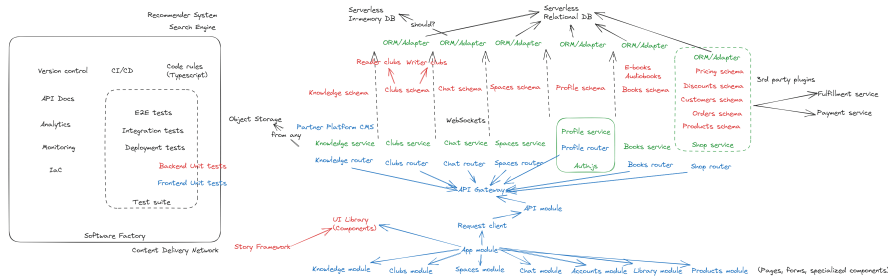 Recommender System
Search Engine
Version control
CI/CD
Code rules
(Typescript)
API Docs
Analytics
Monitoring
IaC
E2E tests
Integration tests
Deployment tests
Backend Unit tests
Frontend Unit tests
Test suite
Software Factory
Content Delivery Network
Serverless
In-memory DB
should?
Serverless
Relational DB
ORM/Adapter
ORM/Adapter
ORM/Adapter
ORM/Adapter
ORM/Adapter
ORM/Adapter
Reader clubs
Writer clubs
E-books
Audiobooks
Knowledge schema
Clubs schema
Chat schema
Spaces schema
Profile schema
Books schema
Pricing schema
Discounts schema
Customers schema
Orders schema
Products schema
3rd party plugins
Fulfillment service
Payment service
Object Storage
from any
Partner Platform CMS
WebSockets
Knowledge service
Clubs service
Chat service
Spaces service
Profile service
Books service
Shop service
Knowledge router
Clubs router
Chat router
Spaces router
Profile router
Auth.js
Books router
Shop router
API Gateway
API module
Request client
UI Library
(Components)
Story Framework
App module
Knowledge module
Clubs module
Spaces module
Chat module
Accounts module
Library module
Products module
(Pages, forms, specialized components)